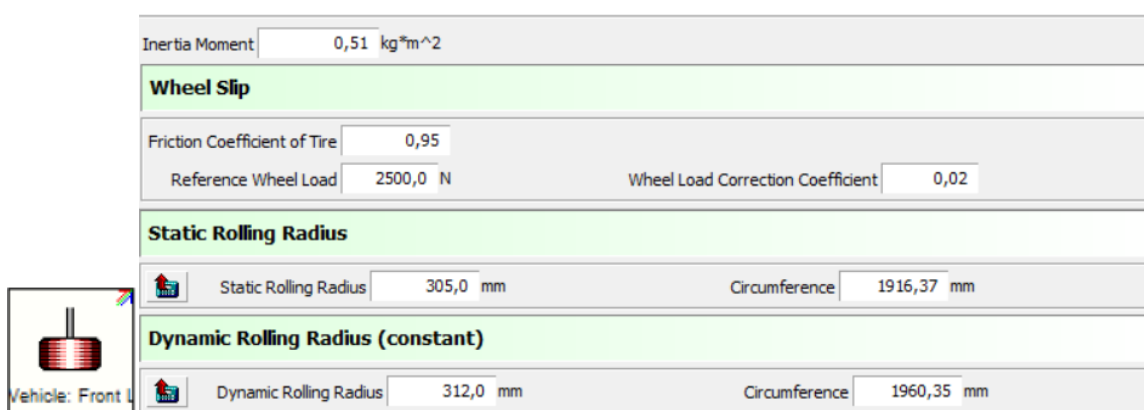 Inertia Moment 0,51 kg*m^2
Wheel Slip
Friction Coefficient of Tire 0,95
Reference Wheel Load 2500,0 N Wheel Load Correction Coefficient 0,02
Static Rolling Radius
Static Rolling Radius 305,0 mm Circumference 1916,37 mm
Dynamic Rolling Radius (constant)
Vehicle: Front L
Dynamic Rolling Radius 312,0 mm Circumference 1960,35 mm